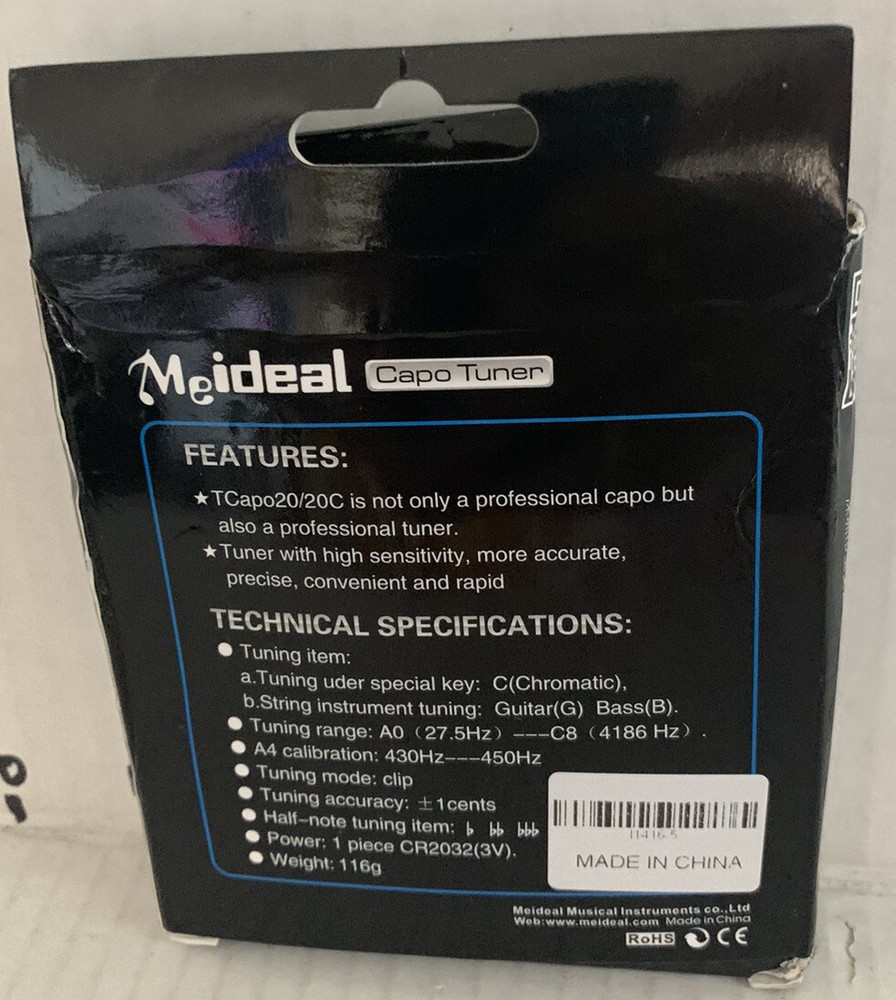 Meideal Capo Tuner
FEATURES:
★TCapo20/20C is not only a professional capo but
also a professional tuner.
★Tuner with high sensitivity, more accurate,
precise, convenient and rapid
TECHNICAL SPECIFICATIONS:
● Tuning item:
a.Tuning uder special key: C(Chromatic),
b.String instrument tuning: Guitar(G) Bass(B).
● Tuning range: A0（27.5Hz）---C8（4186 Hz）.
● A4 calibration: 430Hz---450Hz
● Tuning mode: clip
● Tuning accuracy: ±1cents
● Half-note tuning item: ♭ ♭♭ ♭♭♭
● Power: 1 piece CR2032(3V).
● Weight: 116g
11416-5
MADE IN CHINA
Meideal Musical Instruments co.,Ltd
Web:www.meideal.com Made in China
RoHS CE